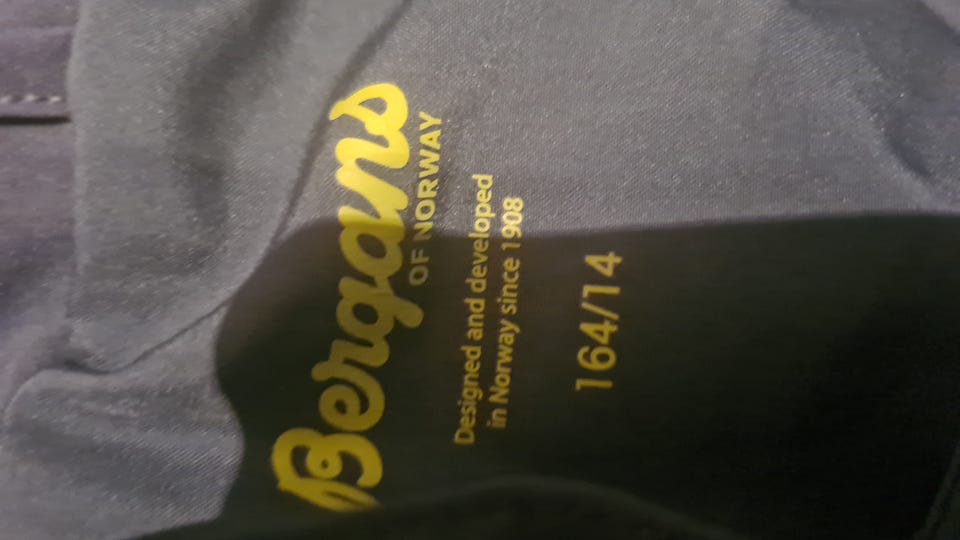 Bergans
OF NORWAY
Designed and developed
in Norway since 1908
164/14